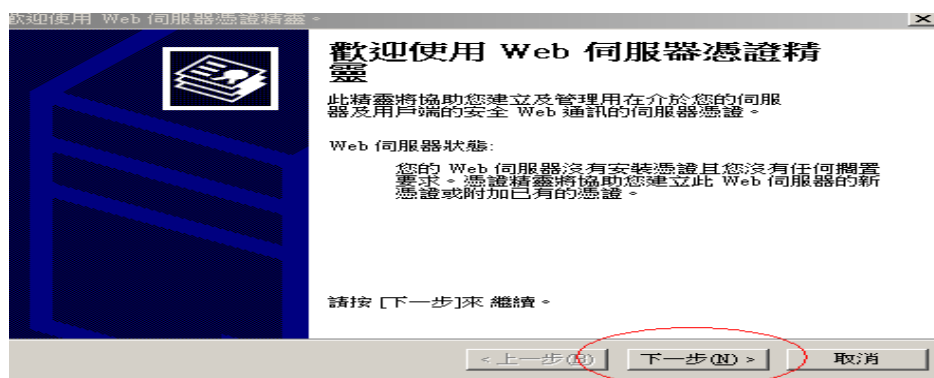 歡迎使用 Web 伺服器憑證精靈。
歡迎使用 Web 伺服器憑證精
靈
此精靈將協助您建立及管理用在介於您的伺服
器及用戶端的安全 Web 通訊的伺服器憑證。
Web 伺服器狀態:
您的 Web 伺服器沒有安裝憑證且您沒有任何擱置
要求。憑證精靈將協助您建立此 Web 伺服器的新
憑證或附加已有的憑證。
請按 [下一步]來 繼續。
< 上一步(B) 下一步(N) > 取消